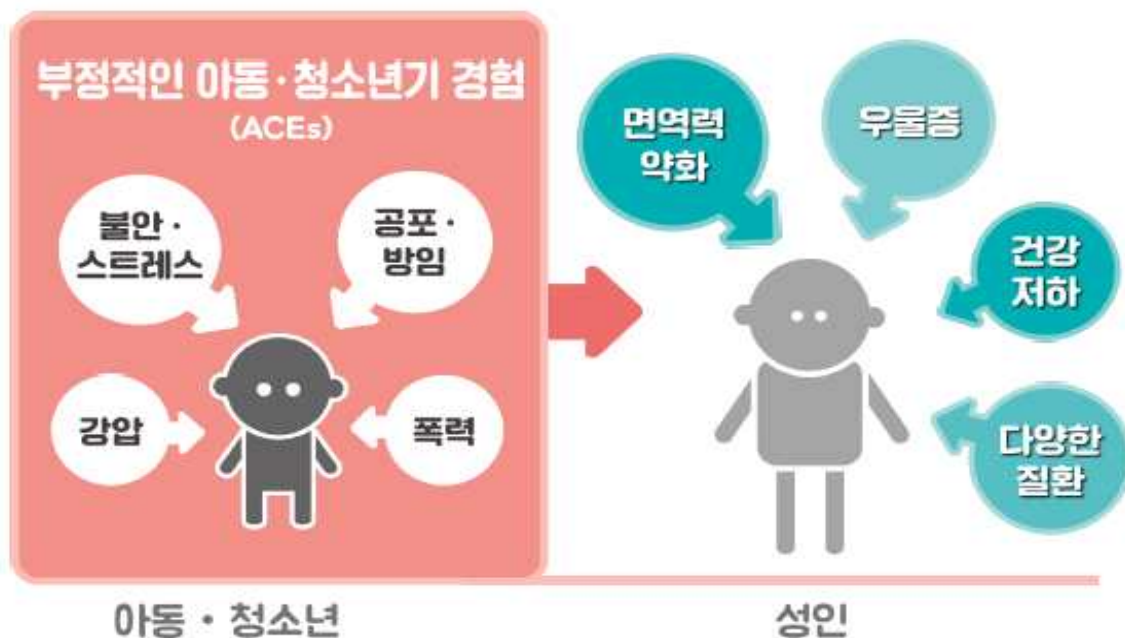 부정적인 아동·청소년기 경험
(ACEs)
불안·
스트레스
공포·
방임
강압
폭력
아동·청소년
면역력
약화
우울증
건강
저하
다양한
질환
성인